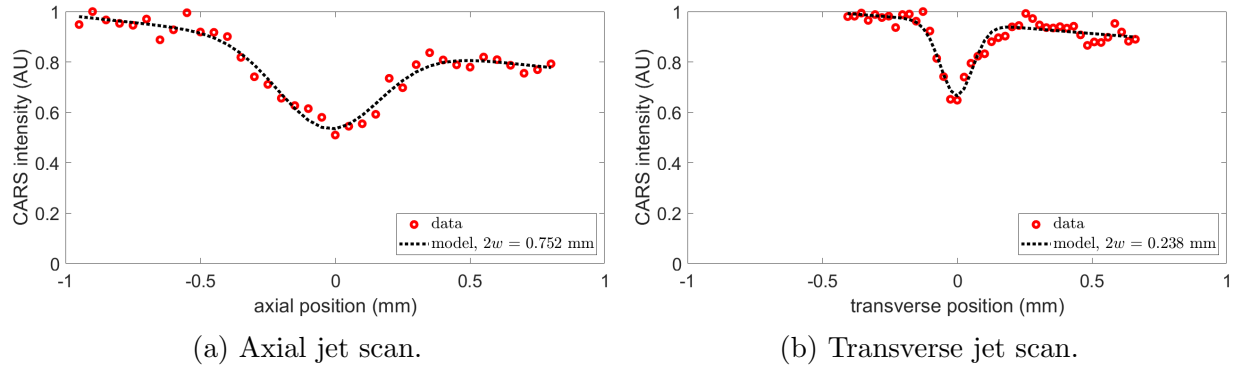 CARS intensity (AU)
1
0.8
0.6
0.4
0.2
0
-1
-0.5
0
0.5
1
axial position (mm)
data
model, 2w = 0.752 mm
(a) Axial jet scan.
CARS intensity (AU)
1
0.8
0.6
0.4
0.2
0
-1
-0.5
0
0.5
1
transverse position (mm)
data
model, 2w = 0.238 mm
(b) Transverse jet scan.